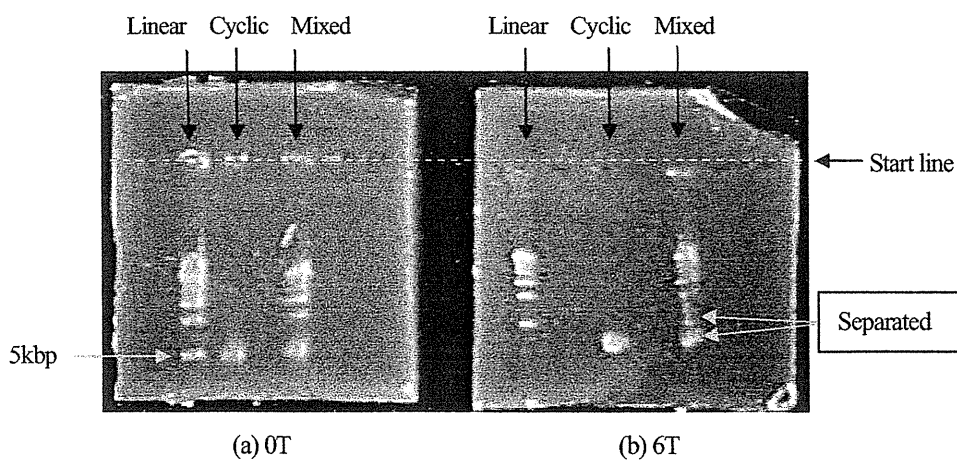 Linear Cyclic Mixed
Linear Cyclic Mixed
Start line
Separated
5kbp
(a) 0T
(b) 6T